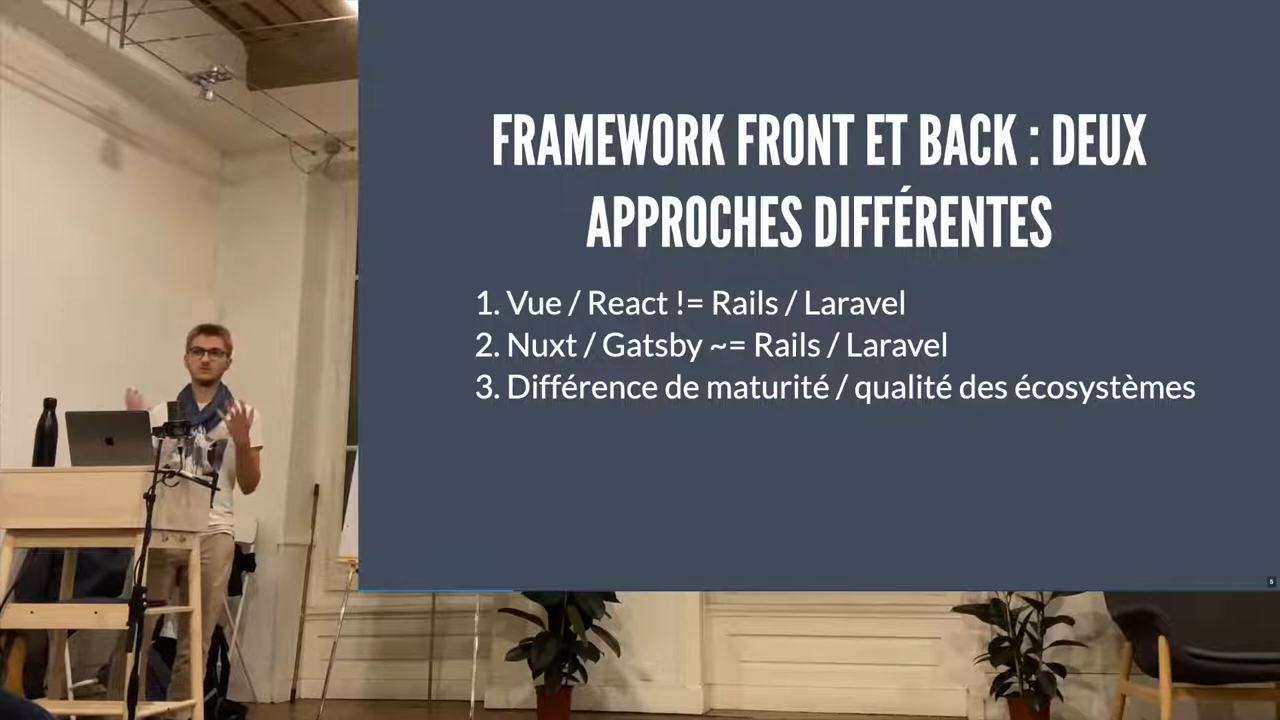 FRAMEWORK FRONT ET BACK : DEUX
APPROCHES DIFFÉRENTES
1. Vue / React != Rails / Laravel
2. Nuxt / Gatsby ~= Rails / Laravel
3. Différence de maturité / qualité des écosystèmes
5